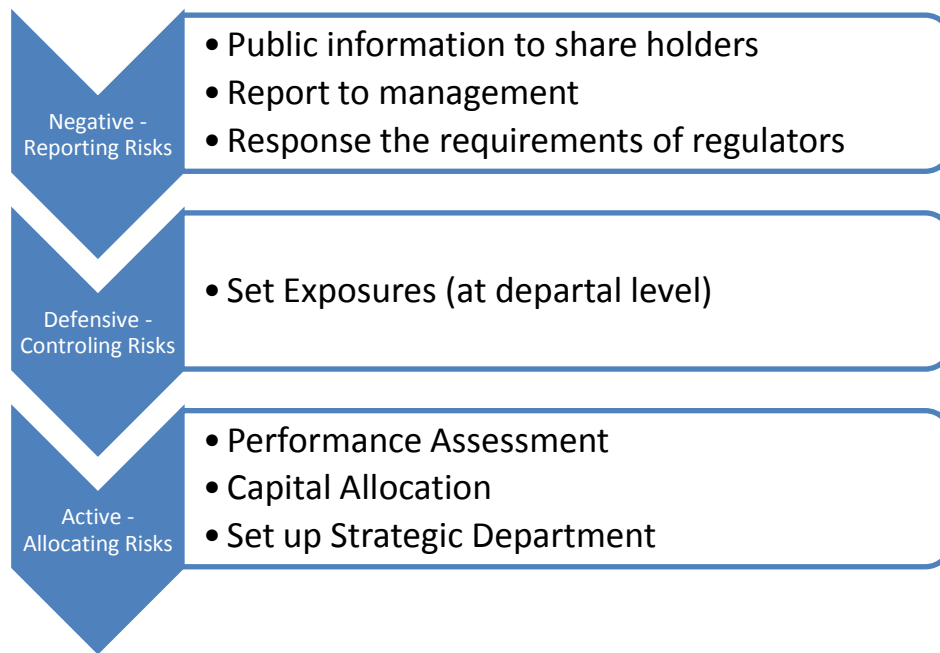 Negative -
Reporting Risks
• Public information to share holders
• Report to management
• Response the requirements of regulators
Defensive -
Controling Risks
• Set Exposures (at departal level)
Active -
Allocating Risks
• Performance Assessment
• Capital Allocation
• Set up Strategic Department